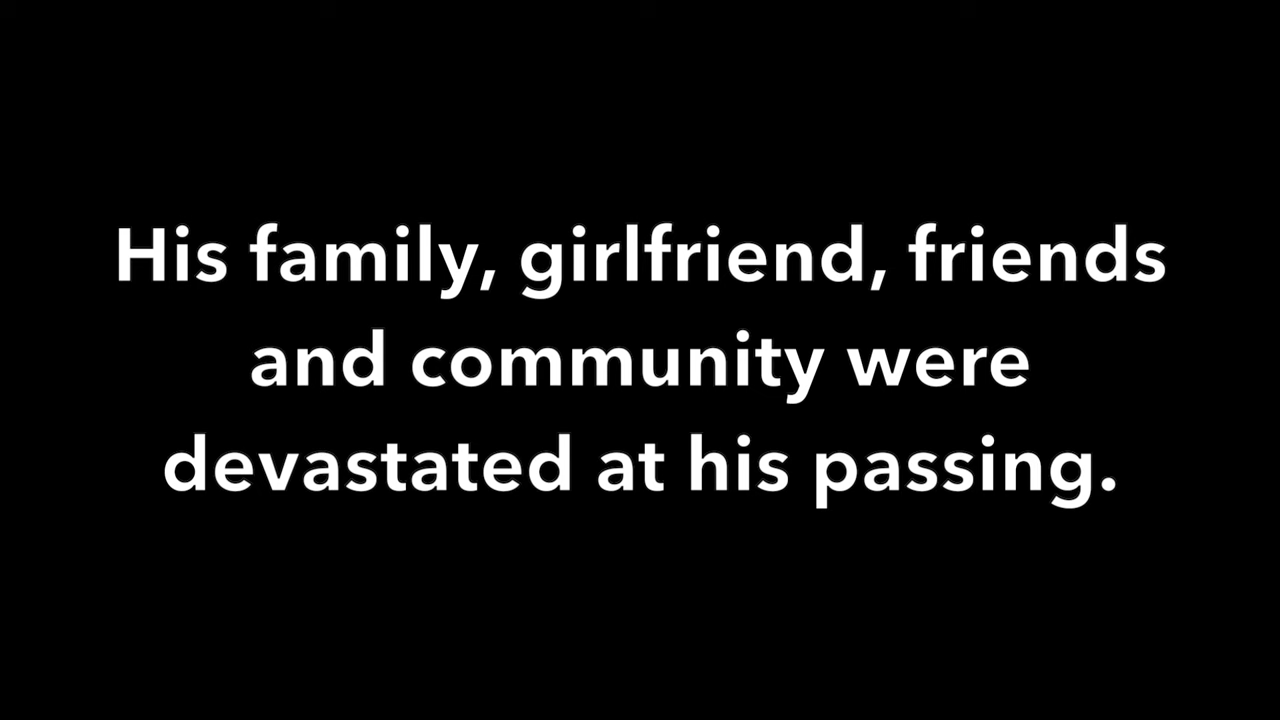 His family, girlfriend, friends
and community were
devastated at his passing.